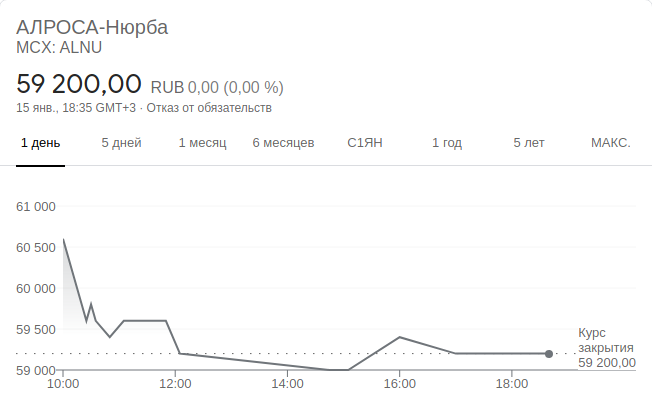 АЛРОСА-Нюрба
MCX: ALNU
59 200,00 RUB 0,00 (0,00 %)
15 янв., 18:35 GMT+3 · Отказ от обязательств
1 день 5 дней 1 месяц 6 месяцев С1ЯН 1 год 5 лет МАКС.
61 000
60 500
60 000
59 500
59 000
Курс
закрытия
59 200,00
10:00 12:00 14:00 16:00 18:00